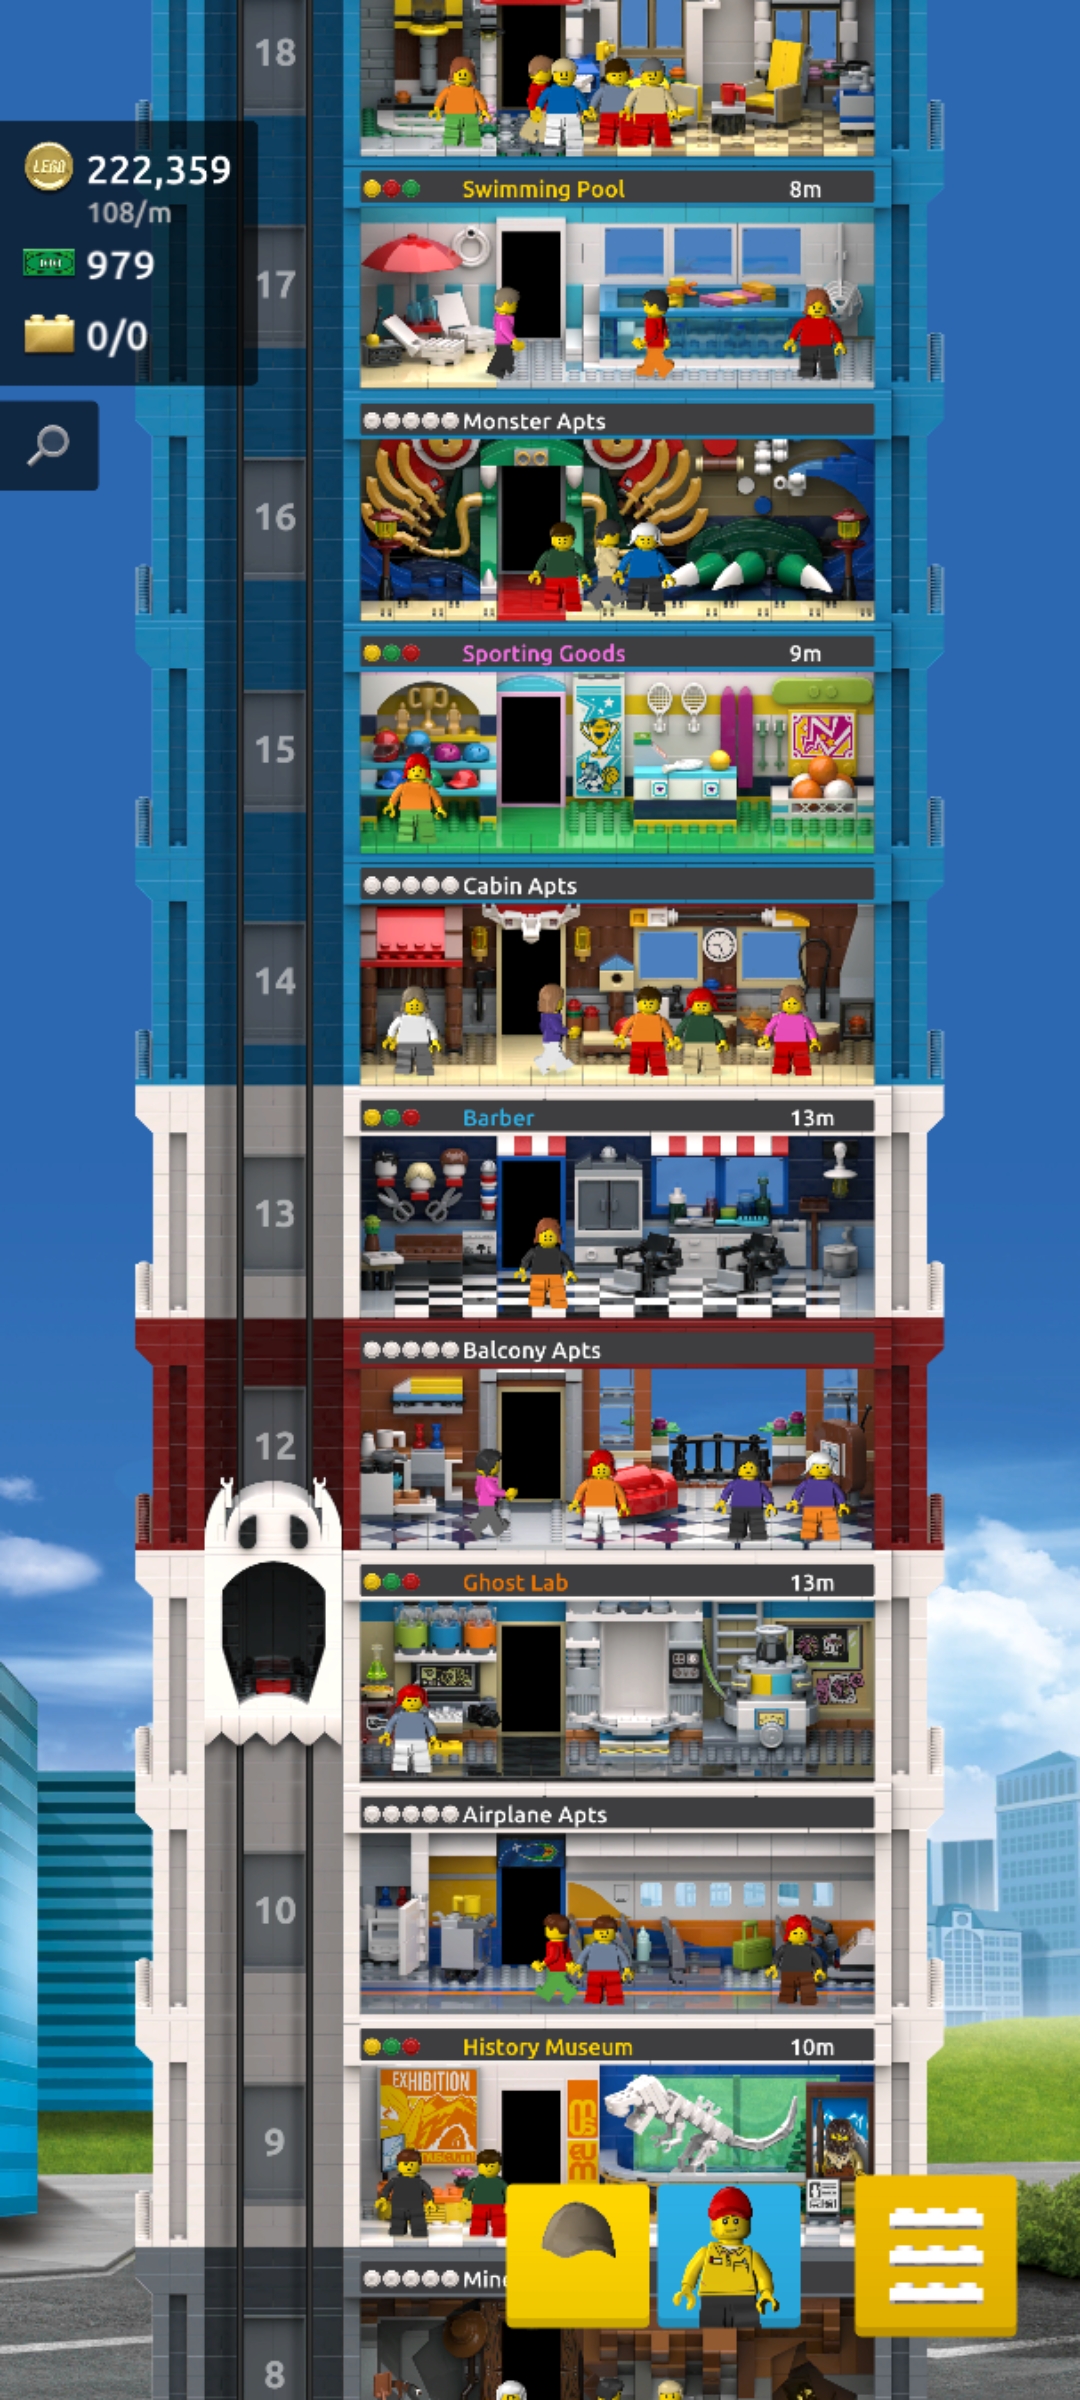 18
LEGO
222,359
108/m
979
0/0
Swimming Pool 8m
17
Monster Apts
16
Sporting Goods 9m
15
Cabin Apts
14
Barber 13m
13
Balcony Apts
12
Ghost Lab 13m
Airplane Apts
10
History Museum 10m
EXHIBITION
MUSEUM
9
Mine
8